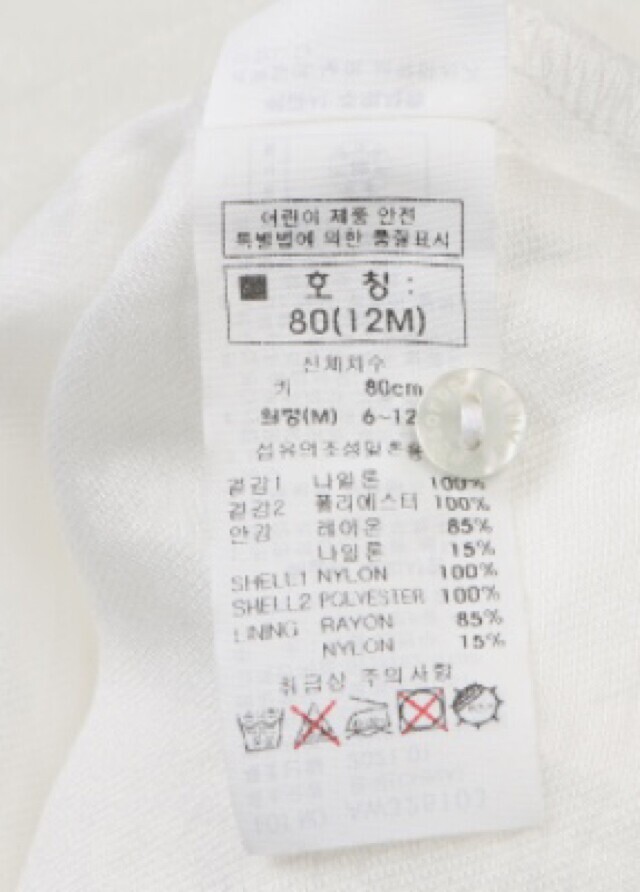 어린이 제품 안전
특별법에 의한 품질표시
호 칭 :
80(12M)
신체치수
키 80cm
월령(M) 6~12
섬유의조성및혼용
겉감1 나일론 100%
겉감2 폴리에스터 100%
안감 레이온 85%
나일론 15%
SHELL1 NYLON 100%
SHELL2 POLYESTER 100%
LINING RAYON 85%
NYLON 15%
취급상 주의사항